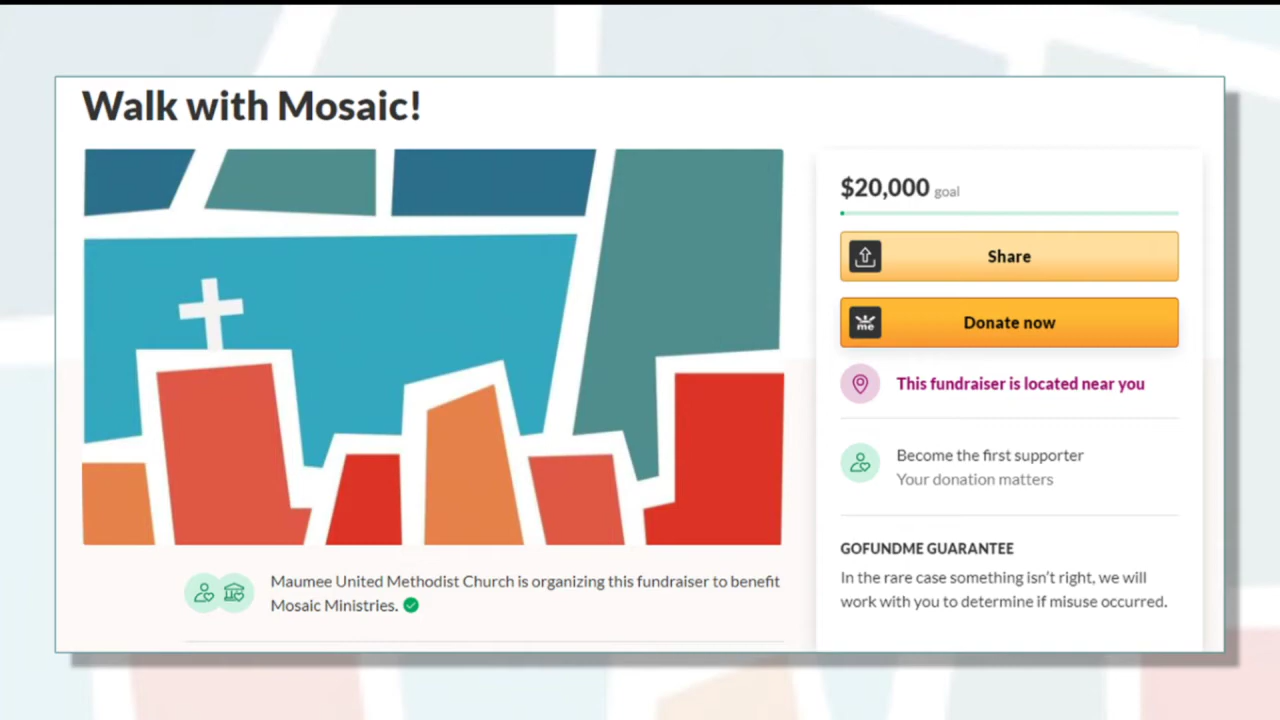 Walk with Mosaic!
$20,000 goal
Share
me
Donate now
This fundraiser is located near you
Become the first supporter
Your donation matters
GOFUNDME GUARANTEE
In the rare case something isn't right, we will
work with you to determine if misuse occurred.
Maumee United Methodist Church is organizing this fundraiser to benefit
Mosaic Ministries.